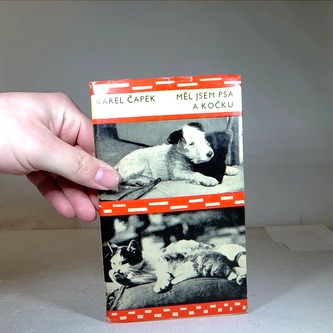 KAREL ČAPEK
MĚL JSEM PSA
A KOČKU